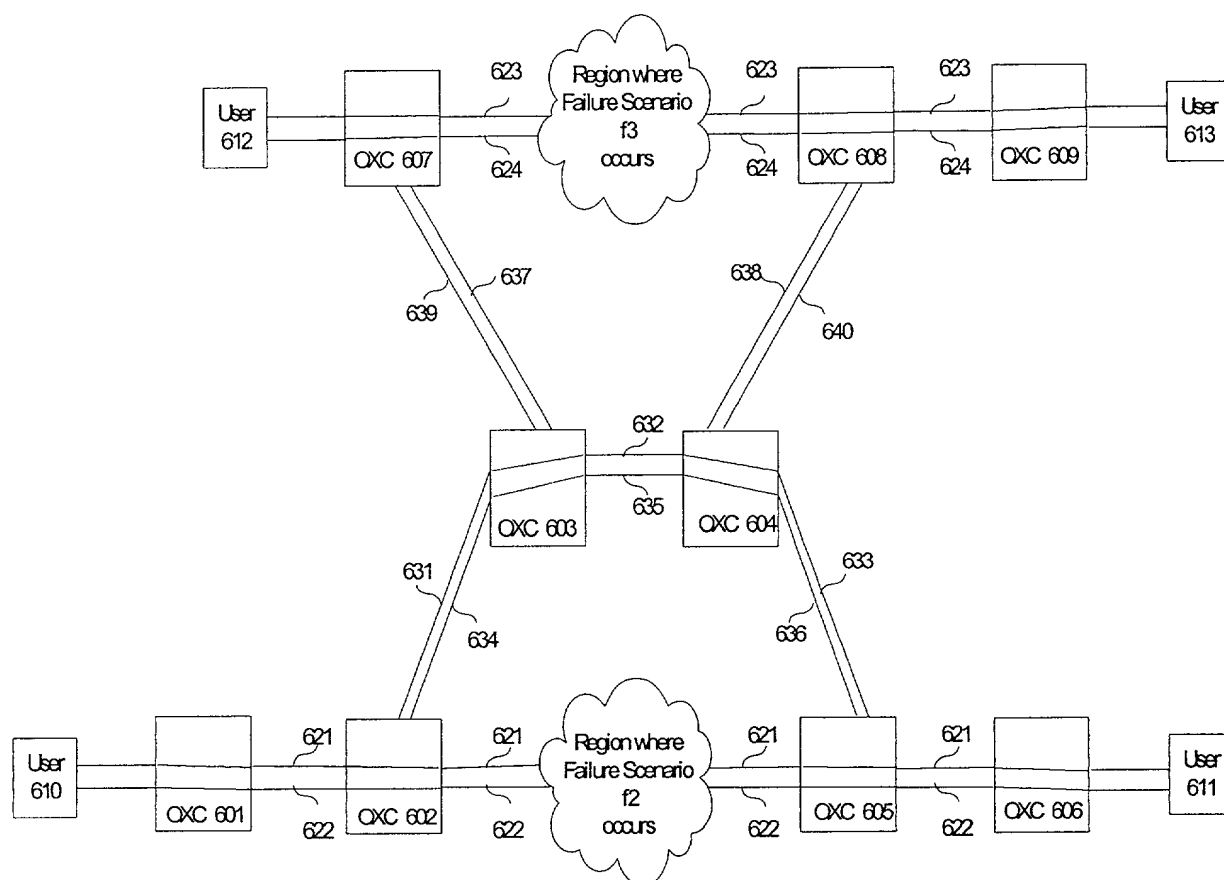 623
Region where
Failure Scenario
f3
occurs
623
623
User
612
OXC 607
624
624
OXC 608
624
OXC 609
User
613
637
639
638
640
632
OXC 603
635
OXC 604
631
634
633
636
User
610
OXC 601
621
622
OXC 602
621
622
Region where
Failure Scenario
f2
occurs
621
622
OXC 605
621
622
OXC 606
User
611